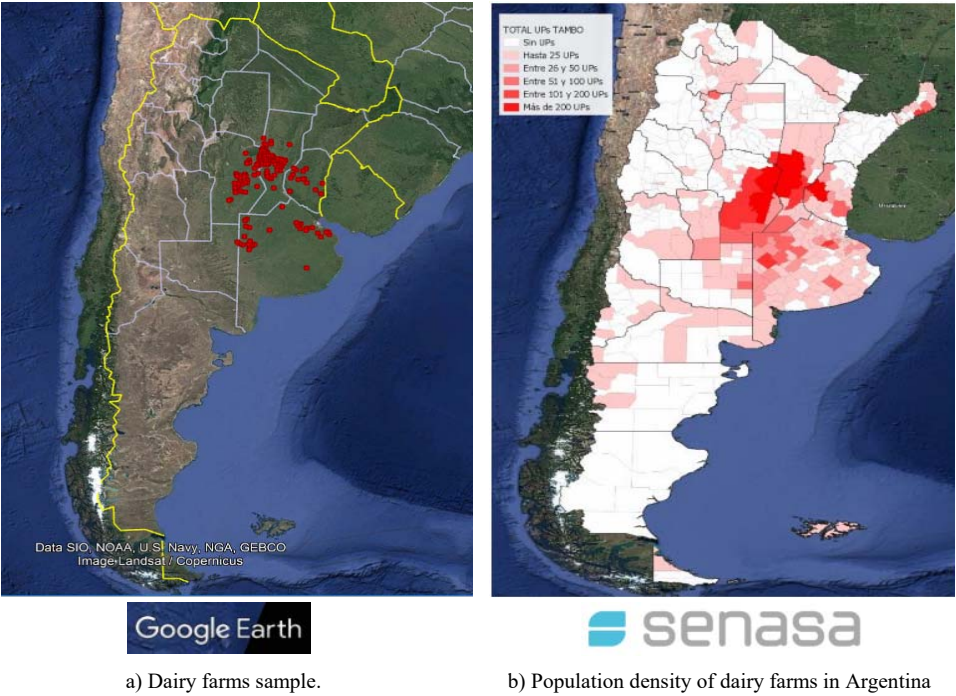 TOTAL UPs TAMBO
Sin UPs
Hasta 25 UPs
Entre 26 y 50 UPs
Entre 51 y 100 UPs
Entre 101 y 200 UPs
Más de 200 UPs
Data SIO, NOAA, U.S. Navy, NGA, GEBCO
Image Landsat / Copernicus
Google Earth
senasa
a) Dairy farms sample.
b) Population density of dairy farms in Argentina